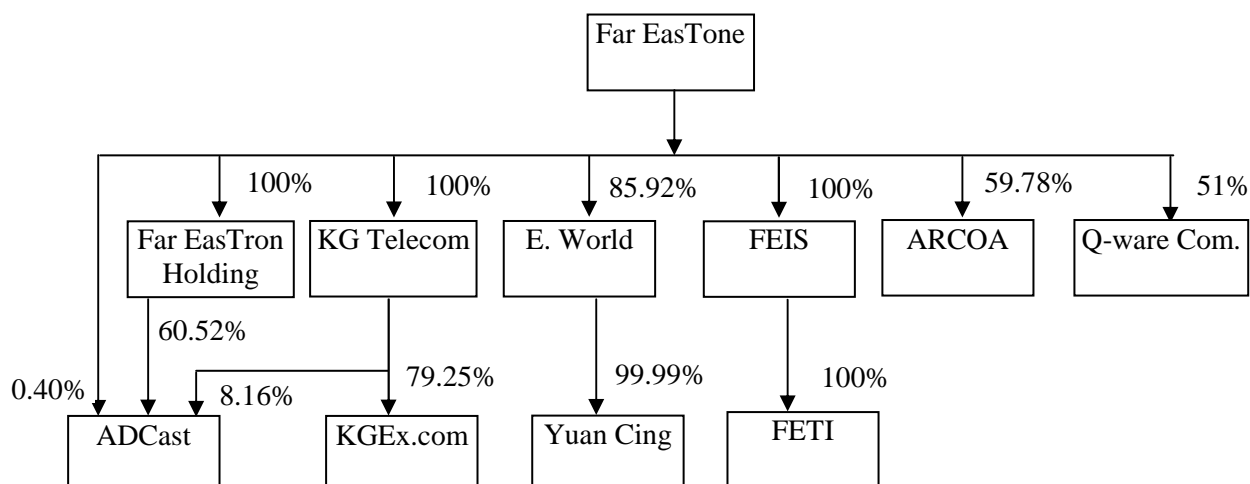 Far EasTone
100%
100%
85.92%
100%
59.78%
51%
Far EasTron
Holding
KG Telecom
E. World
FEIS
ARCOA
Q-ware Com.
60.52%
0.40%
8.16%
79.25%
99.99%
100%
ADCast
KGEx.com
Yuan Cing
FETI